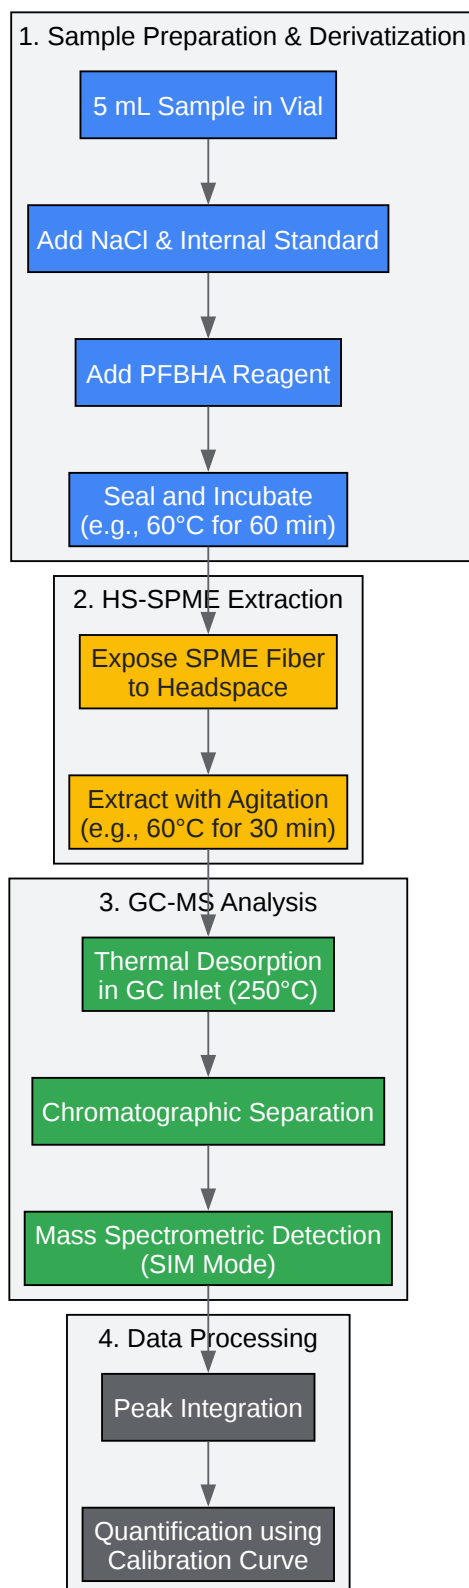 1. Sample Preparation & Derivatization
5 mL Sample in Vial
Add NaCl & Internal Standard
Add PFBHA Reagent
Seal and Incubate
(e.g., 60°C for 60 min)
2. HS-SPME Extraction
Expose SPME Fiber
to Headspace
Extract with Agitation
(e.g., 60°C for 30 min)
3. GC-MS Analysis
Thermal Desorption
in GC Inlet (250°C)
Chromatographic Separation
Mass Spectrometric Detection
(SIM Mode)
4. Data Processing
Peak Integration
Quantification using
Calibration Curve